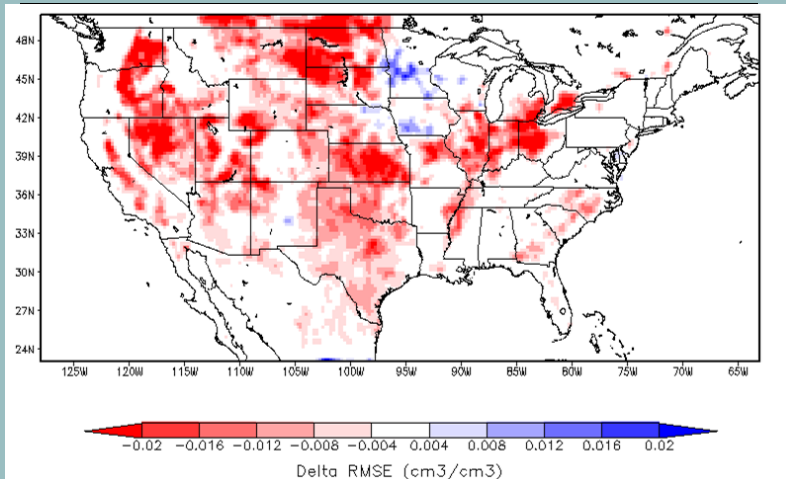 48N
45N
42N
39N
36N
33N
30N
27N
24N
125W 120W 115W 110W 105W 100W 95W 90W 85W 80W 75W 70W 65W
-0.02 -0.016 -0.012 -0.008 -0.004 0.004 0.008 0.012 0.016 0.02
Delta RMSE (cm3/cm3)